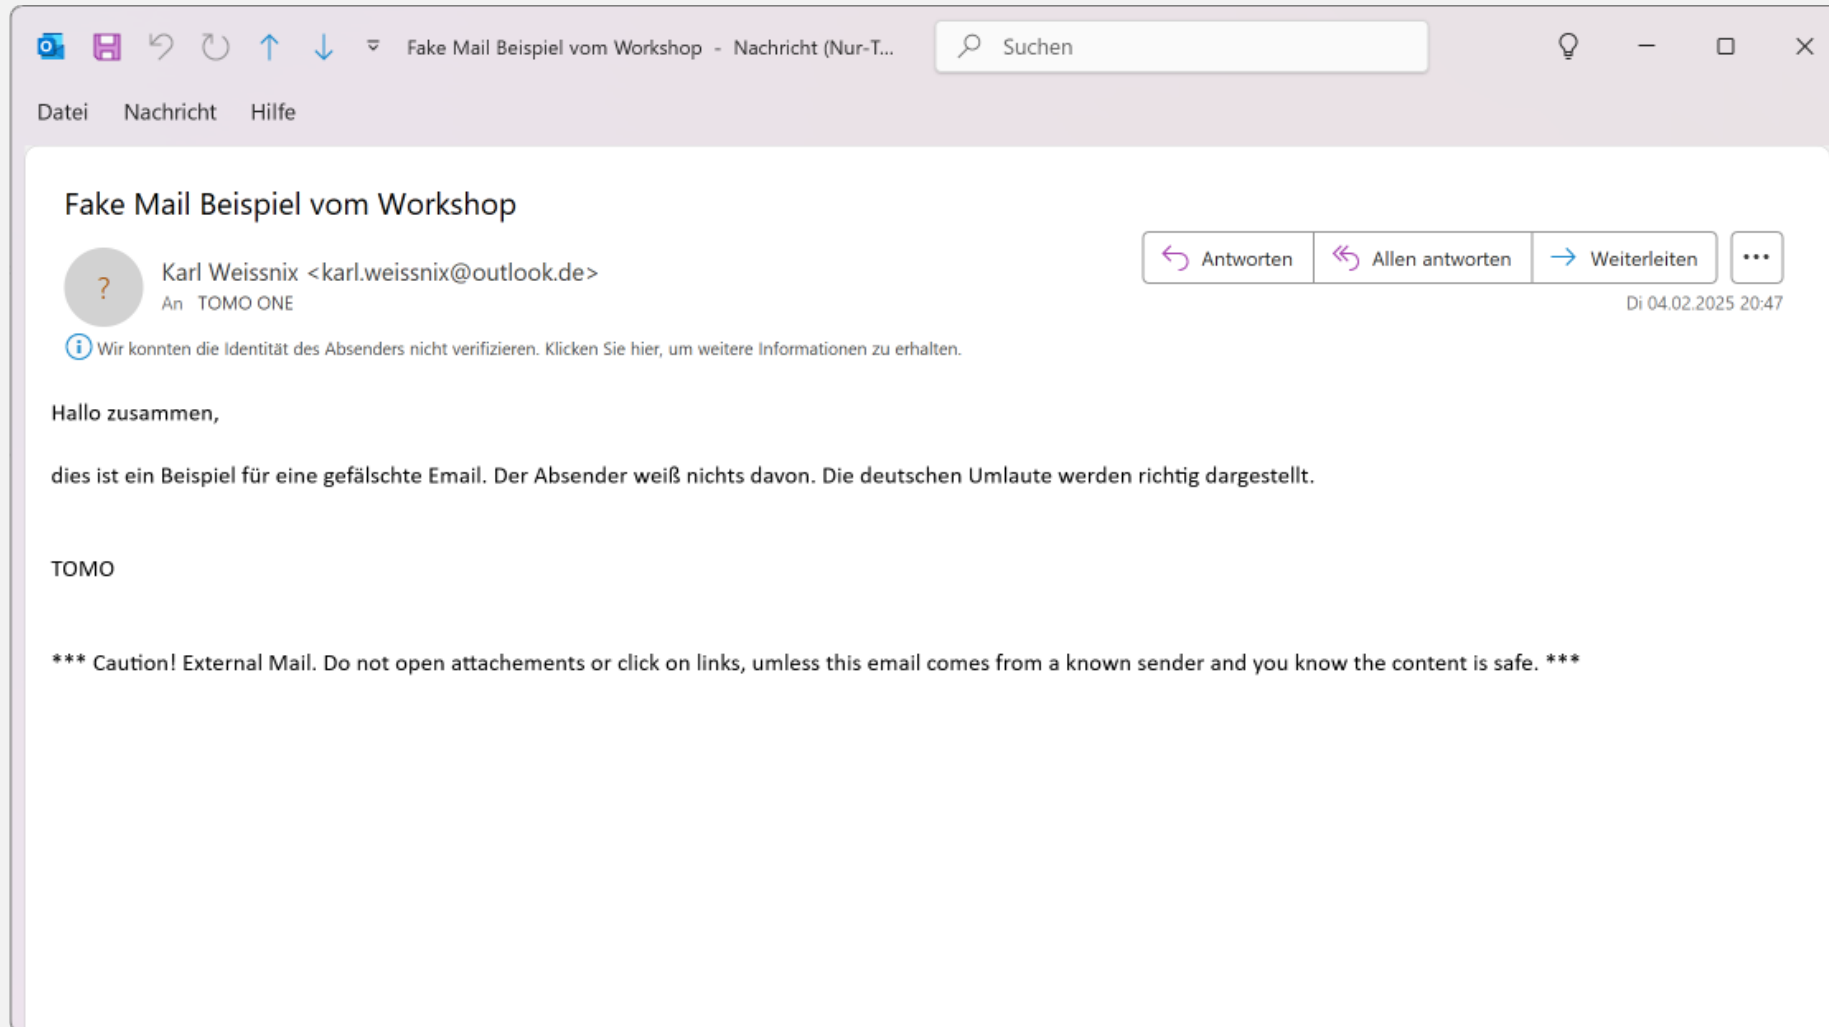 Fake Mail Beispiel vom Workshop - Nachricht (Nur-T...
Suchen
Datei Nachricht Hilfe
Fake Mail Beispiel vom Workshop
?
Karl Weissnix <karl.weissnix@outlook.de>
An TOMO ONE
Antworten Allen antworten Weiterleiten ...
Di 04.02.2025 20:47
Wir konnten die Identität des Absenders nicht verifizieren. Klicken Sie hier, um weitere Informationen zu erhalten.
Hallo zusammen,
dies ist ein Beispiel für eine gefälschte Email. Der Absender weiß nichts davon. Die deutschen Umlaute werden richtig dargestellt.
TOMO
*** Caution! External Mail. Do not open attachements or click on links, umless this email comes from a known sender and you know the content is safe. ***